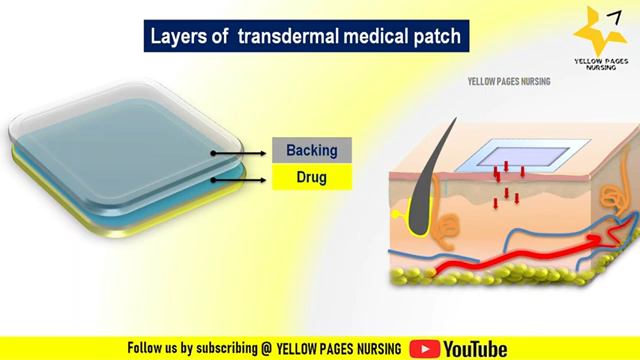 Layers of transdermal medical patch
YELLOW PAGES
NURSING
YELLOW PAGES NURSING
Backing
Drug
Follow us by subscribing @ YELLOW PAGES NURSING YouTube